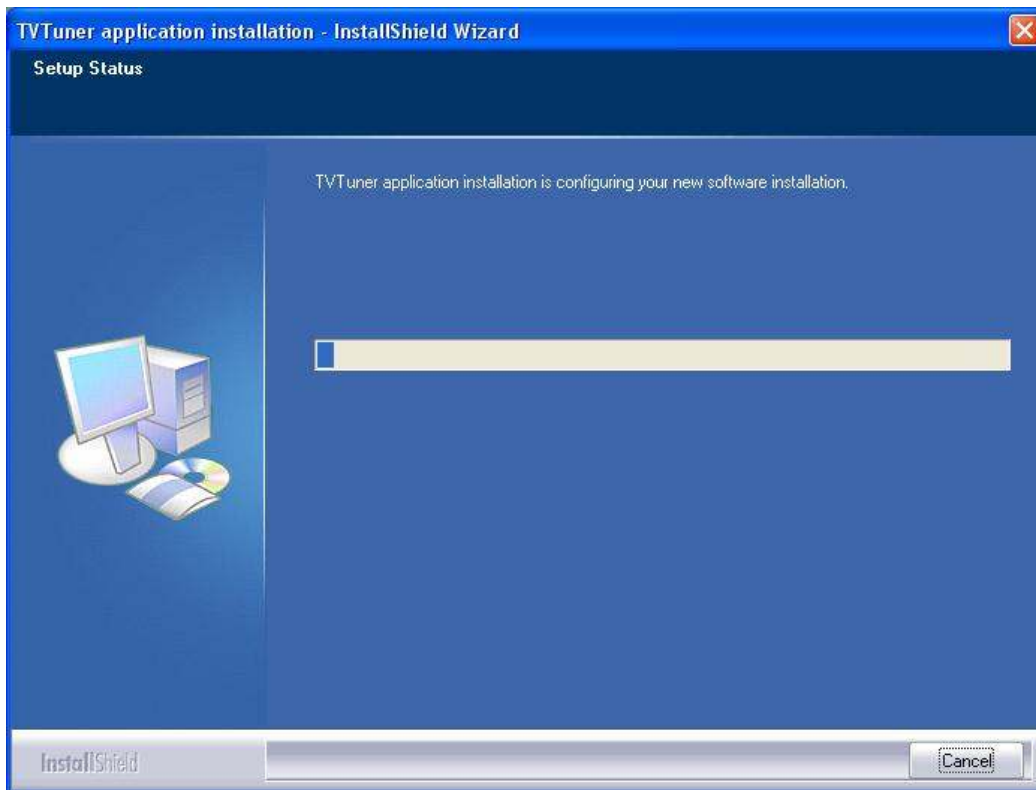 TVTuner application installation - InstallShield Wizard
Setup Status
TVTuner application installation is configuring your new software installation.
InstallShield
Cancel